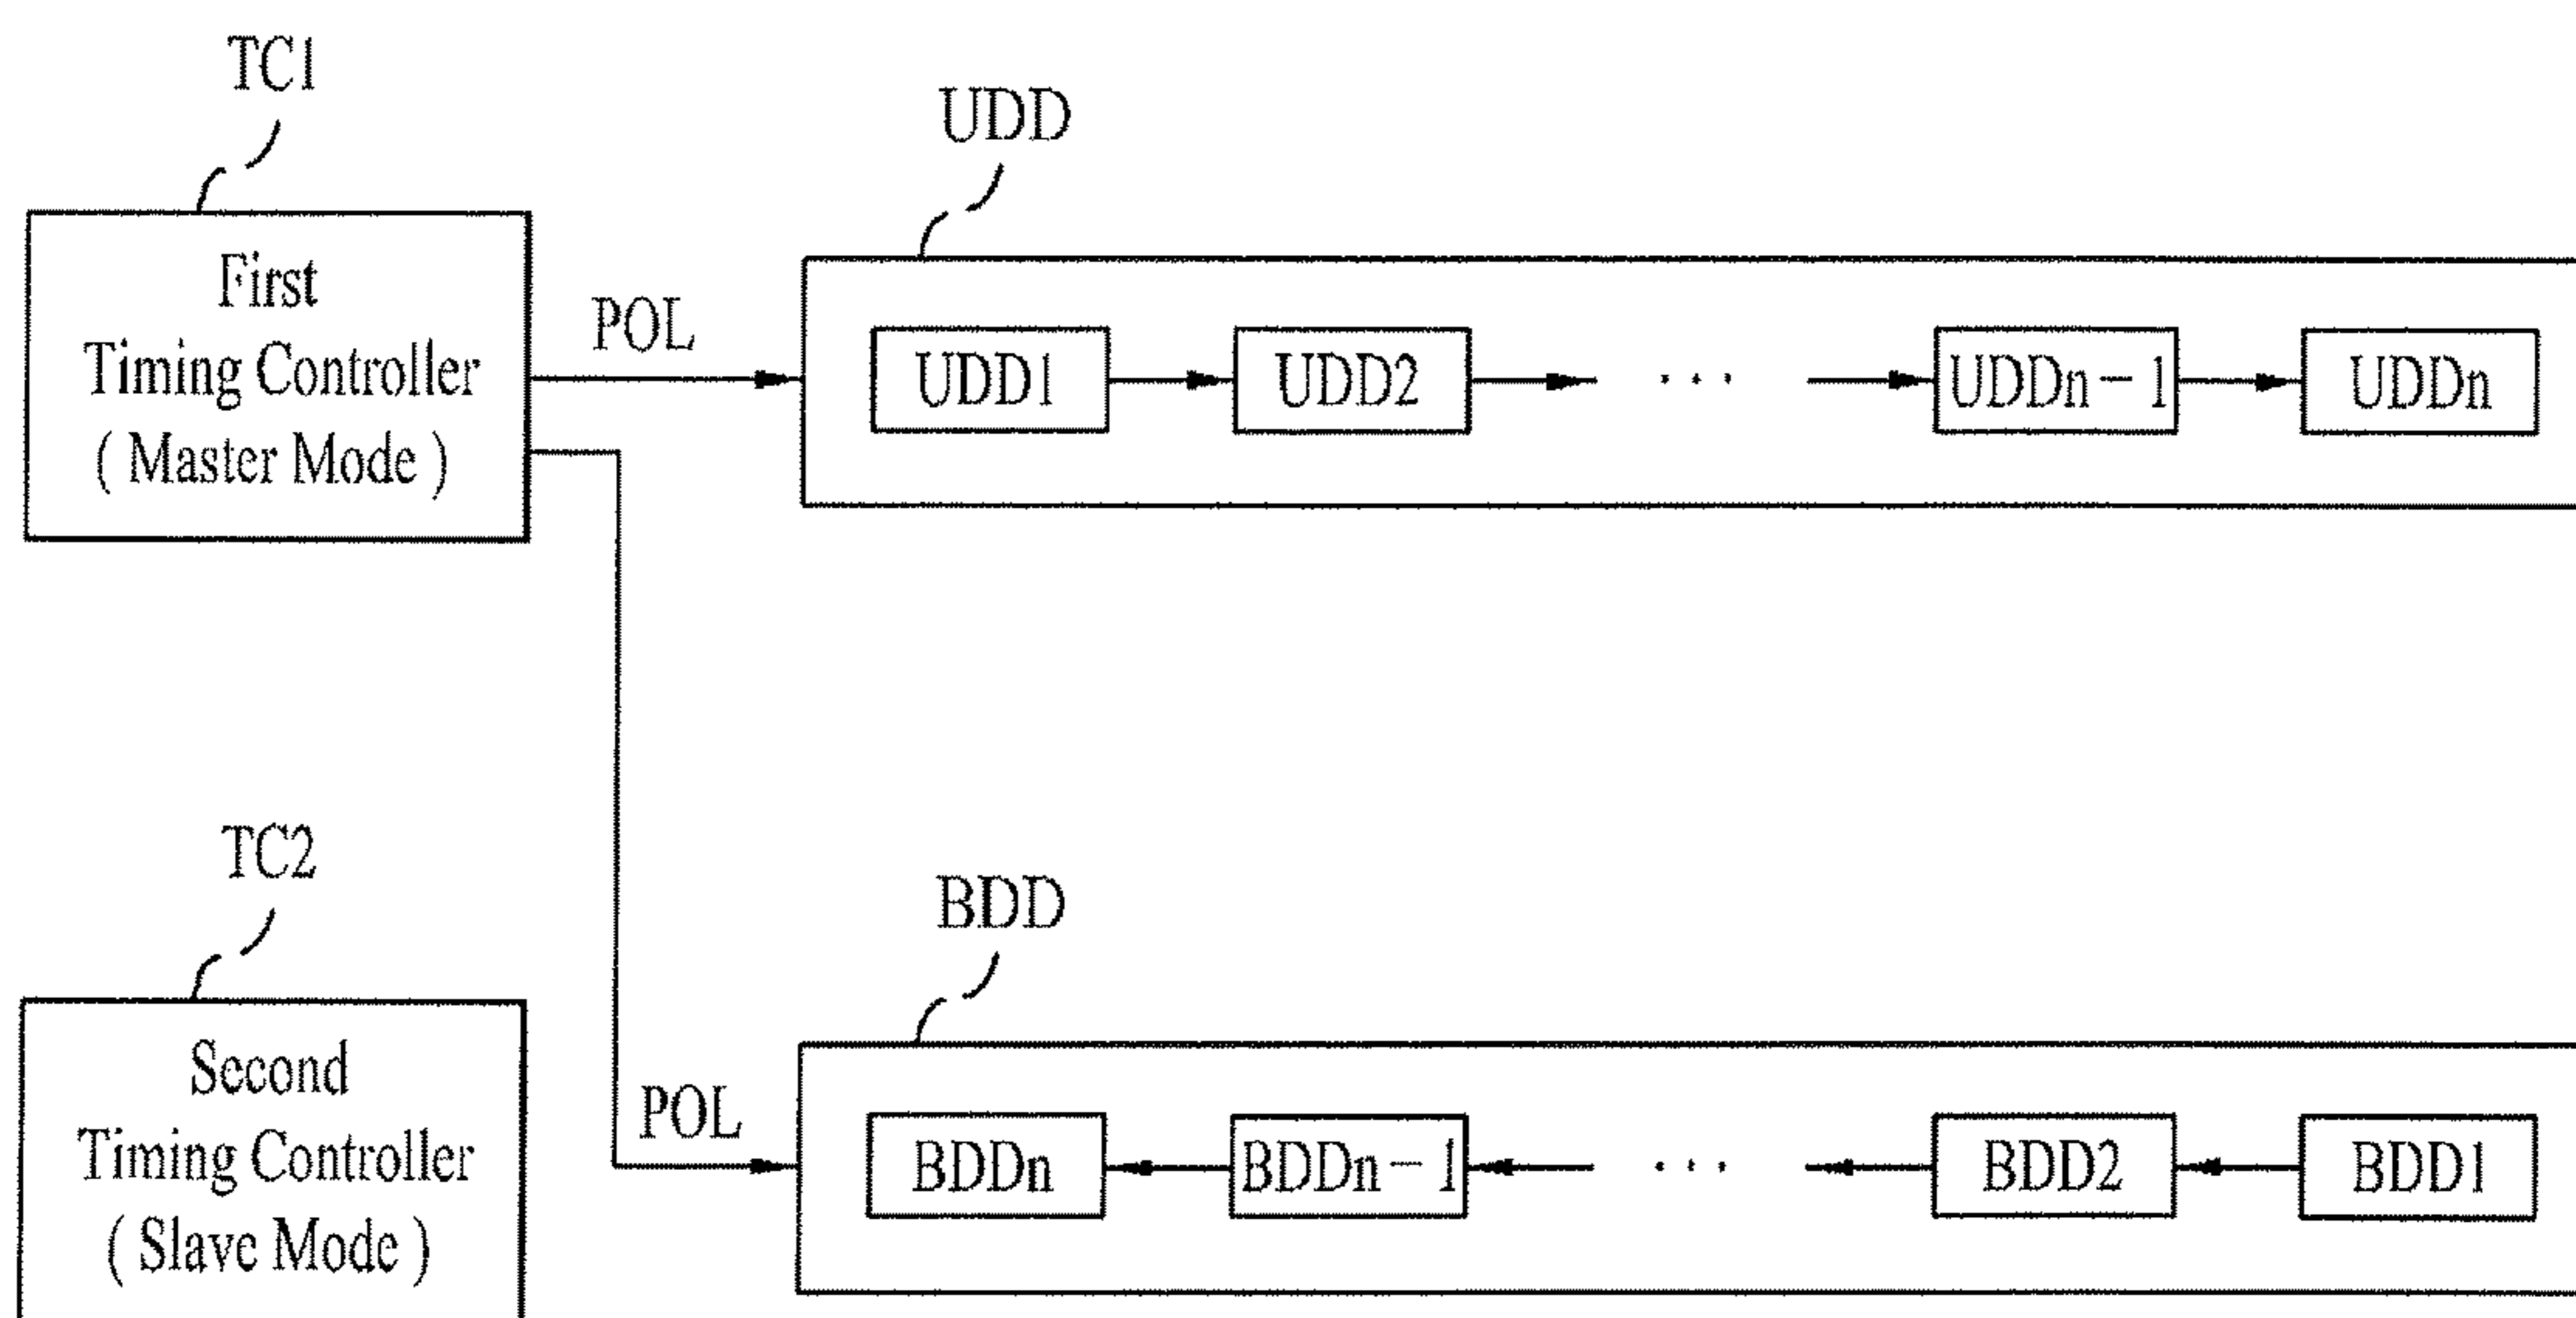 TC1
UDD
First
Timing Controller
( Master Mode )
POL
UDD1
UDD2
. . .
UDDn-1
UDDn
TC2
BDD
Second
Timing Controller
( Slave Mode )
POL
BDDn
BDDn-1
. . .
BDD2
BDD1